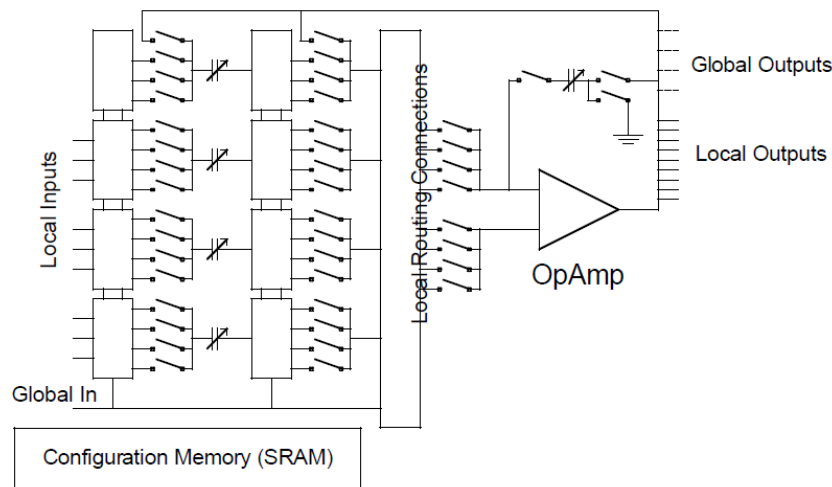 Global Outputs
Local Outputs
Local Inputs
Local Routing Connections
OpAmp
Global In
Configuration Memory (SRAM)